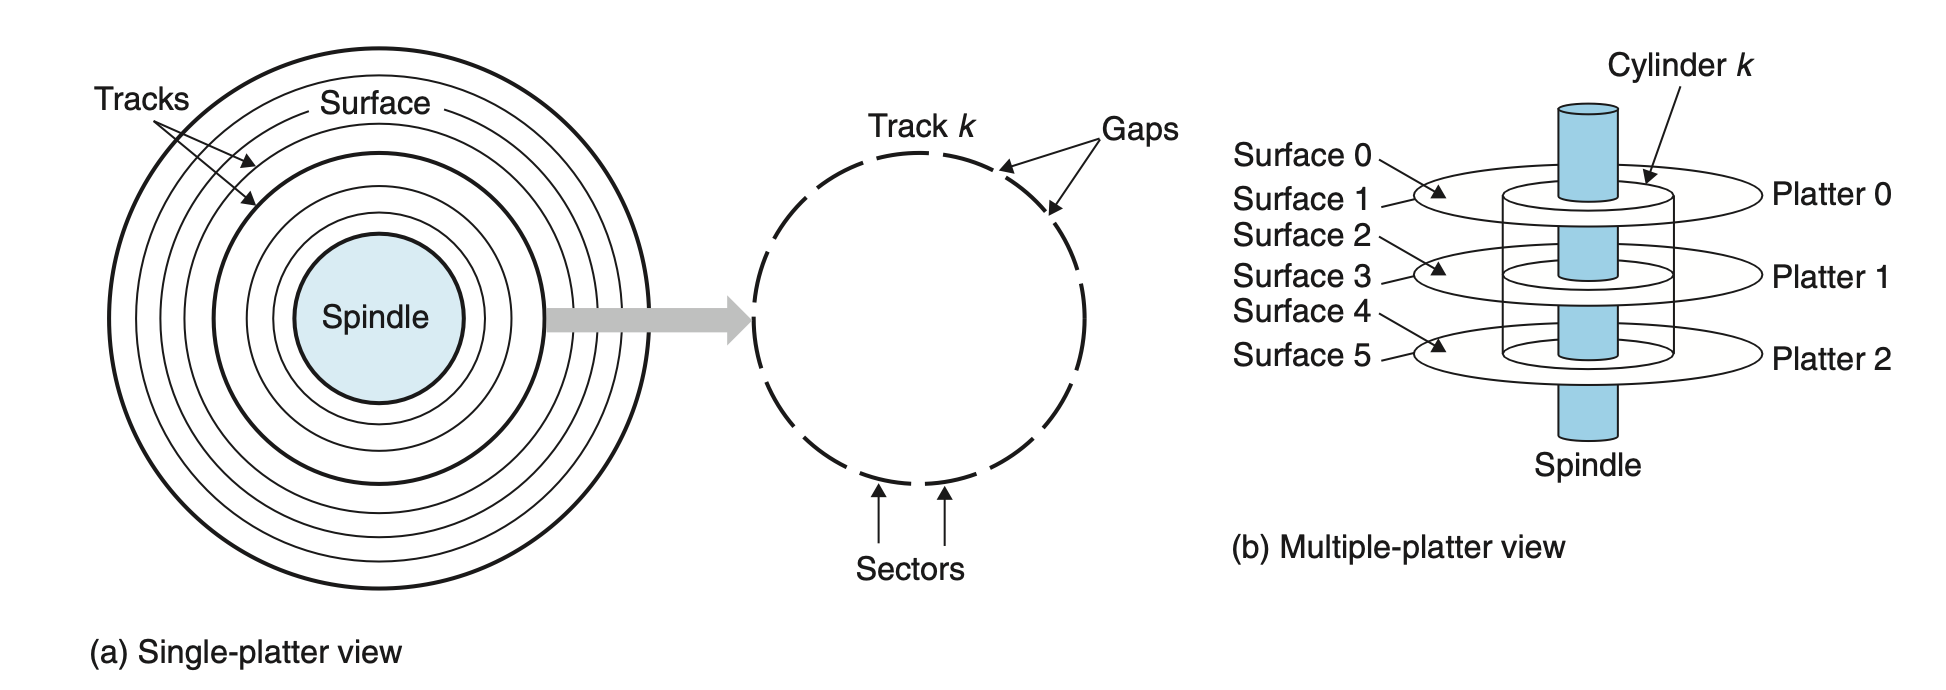 Tracks
Surface
Spindle
Track k
Gaps
Sectors
(a) Single-platter view
Cylinder k
Surface 0
Surface 1
Surface 2
Surface 3
Surface 4
Surface 5
Platter 0
Platter 1
Platter 2
Spindle
(b) Multiple-platter view